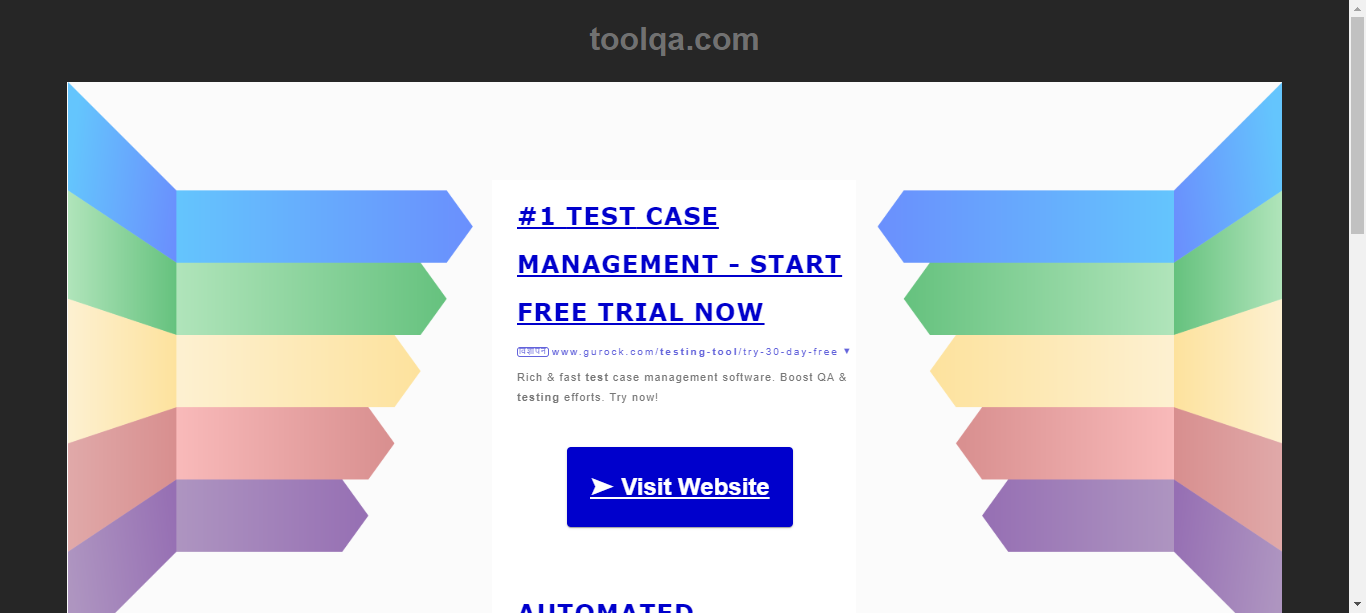 toolqa.com
#1 TEST CASE
MANAGEMENT - START
FREE TRIAL NOW
विज्ञापन www.gurock.com/testing-tool/try-30-day-free ▼
Rich & fast test case management software. Boost QA &
testing efforts. Try now!
➤ Visit Website
AUTOMATED